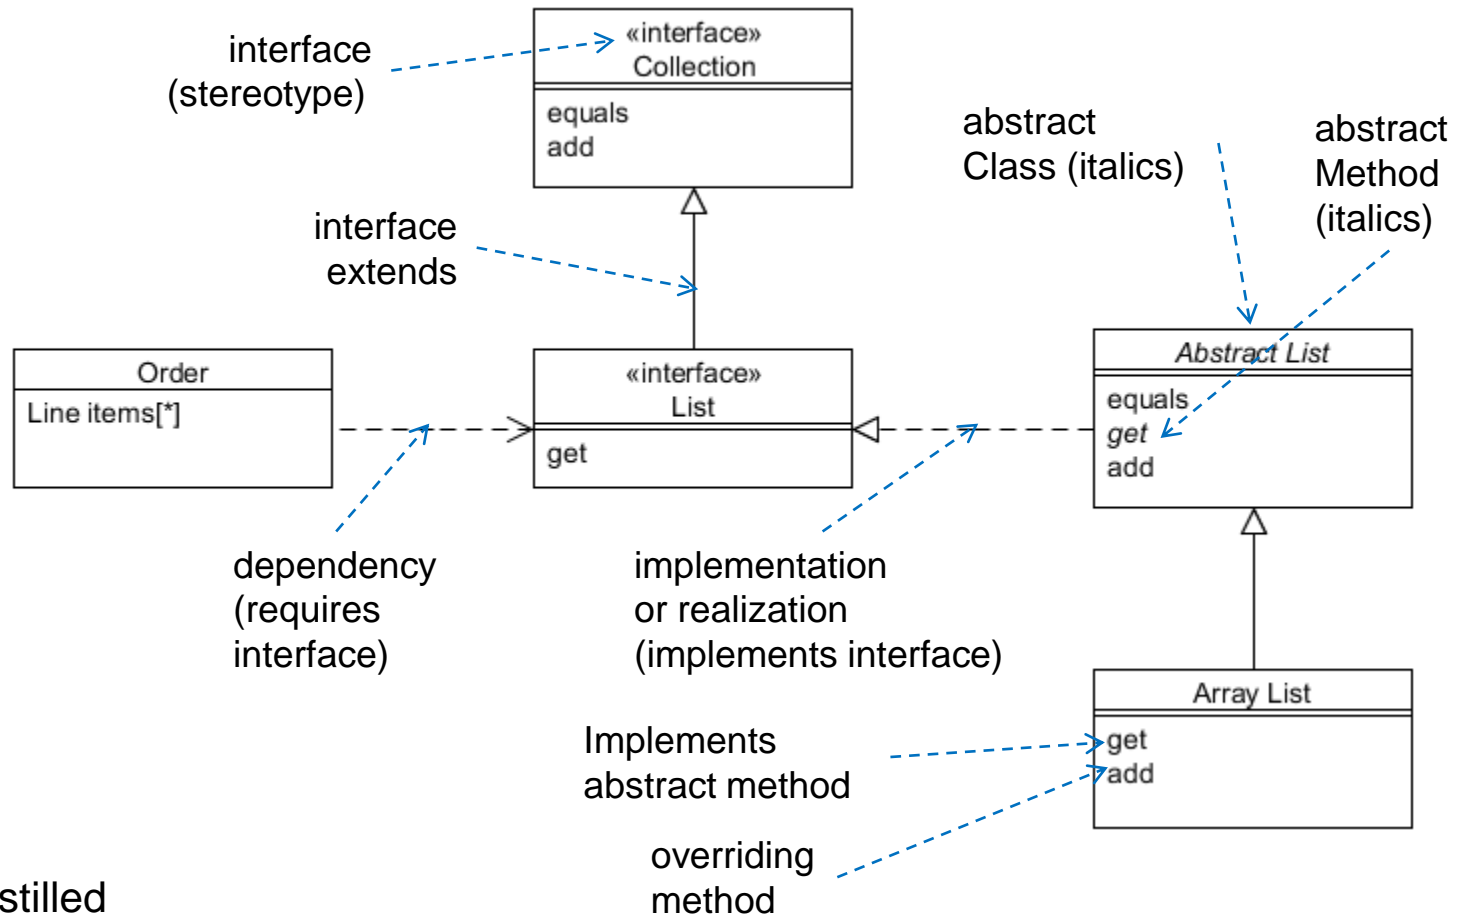 interface
(stereotype)
«interface»
Collection
equals
add
abstract
Class (italics)
abstract
Method
(italics)
interface
extends
Order
Line items[*]
«interface»
List
get
Abstract List
equals
get
add
dependency
(requires
interface)
implementation
or realization
(implements interface)
Array List
get
add
Implements
abstract method
overriding
method
stilled